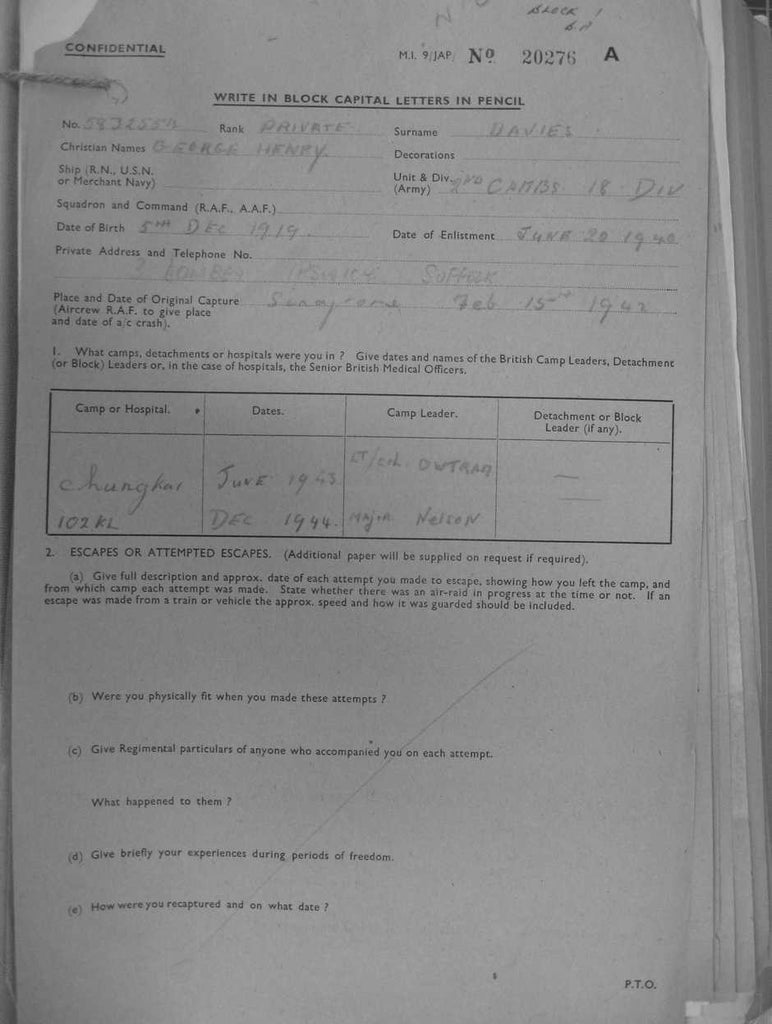 BLOCK 1
CONFIDENTIAL
M.I. 9/JAP/ Nº 20276 A
WRITE IN BLOCK CAPITAL LETTERS IN PENCIL
No. Rank PRIVATE Surname DAVIES
Christian Names GEORGE HENRY Decorations
Ship (R.N., U.S.N. or Merchant Navy) Unit & Div. (Army) 2ND CAMBS 18 DIV
Squadron and Command (R.A.F., A.A.F.)
Date of Birth 5TH DEC 1919 Date of Enlistment JUNE 20 1940
Private Address and Telephone No.
IPSWICH SUFFOLK
Place and Date of Original Capture Feb 15TH 1942
(Aircrew R.A.F. to give place
and date of a/c crash).
1. What camps, detachments or hospitals were you in ? Give dates and names of the British Camp Leaders, Detachment
(or Block) Leaders or, in the case of hospitals, the Senior British Medical Officers.
Camp or Hospital. Dates. Camp Leader. Detachment or Block Leader (if any).
Chungkai JUNE 1943 LT/Col. OWTRAM —
102 KL DEC 1944. Major Nelson —
2. ESCAPES OR ATTEMPTED ESCAPES. (Additional paper will be supplied on request if required).
(a) Give full description and approx. date of each attempt you made to escape, showing how you left the camp, and
from which camp each attempt was made. State whether there was an air-raid in progress at the time or not. If an
escape was made from a train or vehicle the approx. speed and how it was guarded should be included.
(b) Were you physically fit when you made these attempts ?
(c) Give Regimental particulars of anyone who accompanied you on each attempt.
What happened to them ?
(d) Give briefly your experiences during periods of freedom.
(e) How were you recaptured and on what date ?
P.T.O.